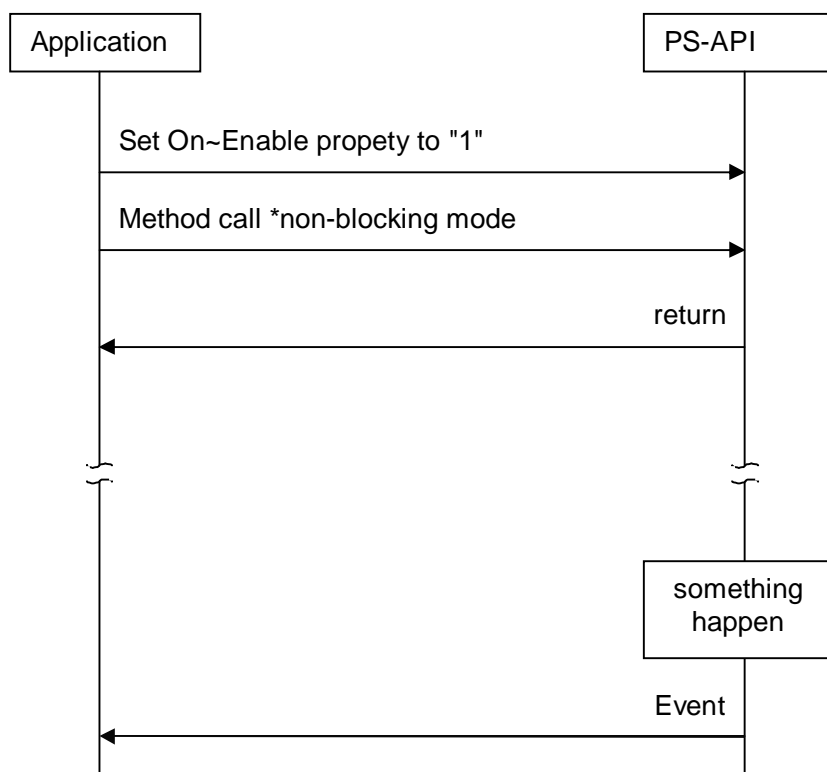 Application
PS-API
Set On~Enable propety to "1"
Method call *non-blocking mode
return
something
happen
Event